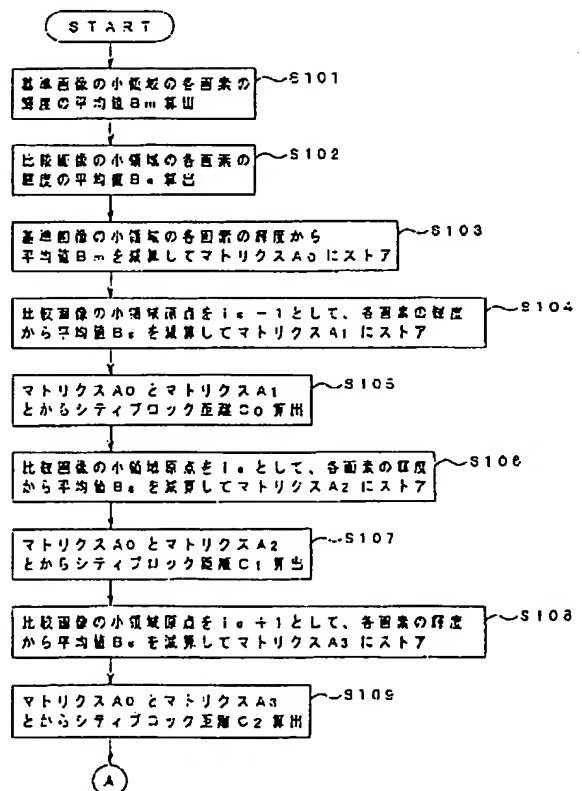 START
基準画像の小領域の各画素の
輝度の平均値Bm算出
S101
比較画像の小領域の各画素の
輝度の平均値Bs算出
S102
基準画像の小領域の各画素の輝度から
平均値Bmを減算してマトリクスA0にストア
S103
比較画像の小領域原点をis-1として、各画素の輝度
から平均値Bsを減算してマトリクスA1にストア
S104
マトリクスA0とマトリクスA1
とからシティブロック距離C0算出
S105
比較画像の小領域原点をisとして、各画素の輝度
から平均値Bsを減算してマトリクスA2にストア
S106
マトリクスA0とマトリクスA2
とからシティブロック距離C1算出
S107
比較画像の小領域原点をis+1として、各画素の輝度
から平均値Bsを減算してマトリクスA3にストア
S108
マトリクスA0とマトリクスA3
とからシティブロック距離C2算出
S109
A